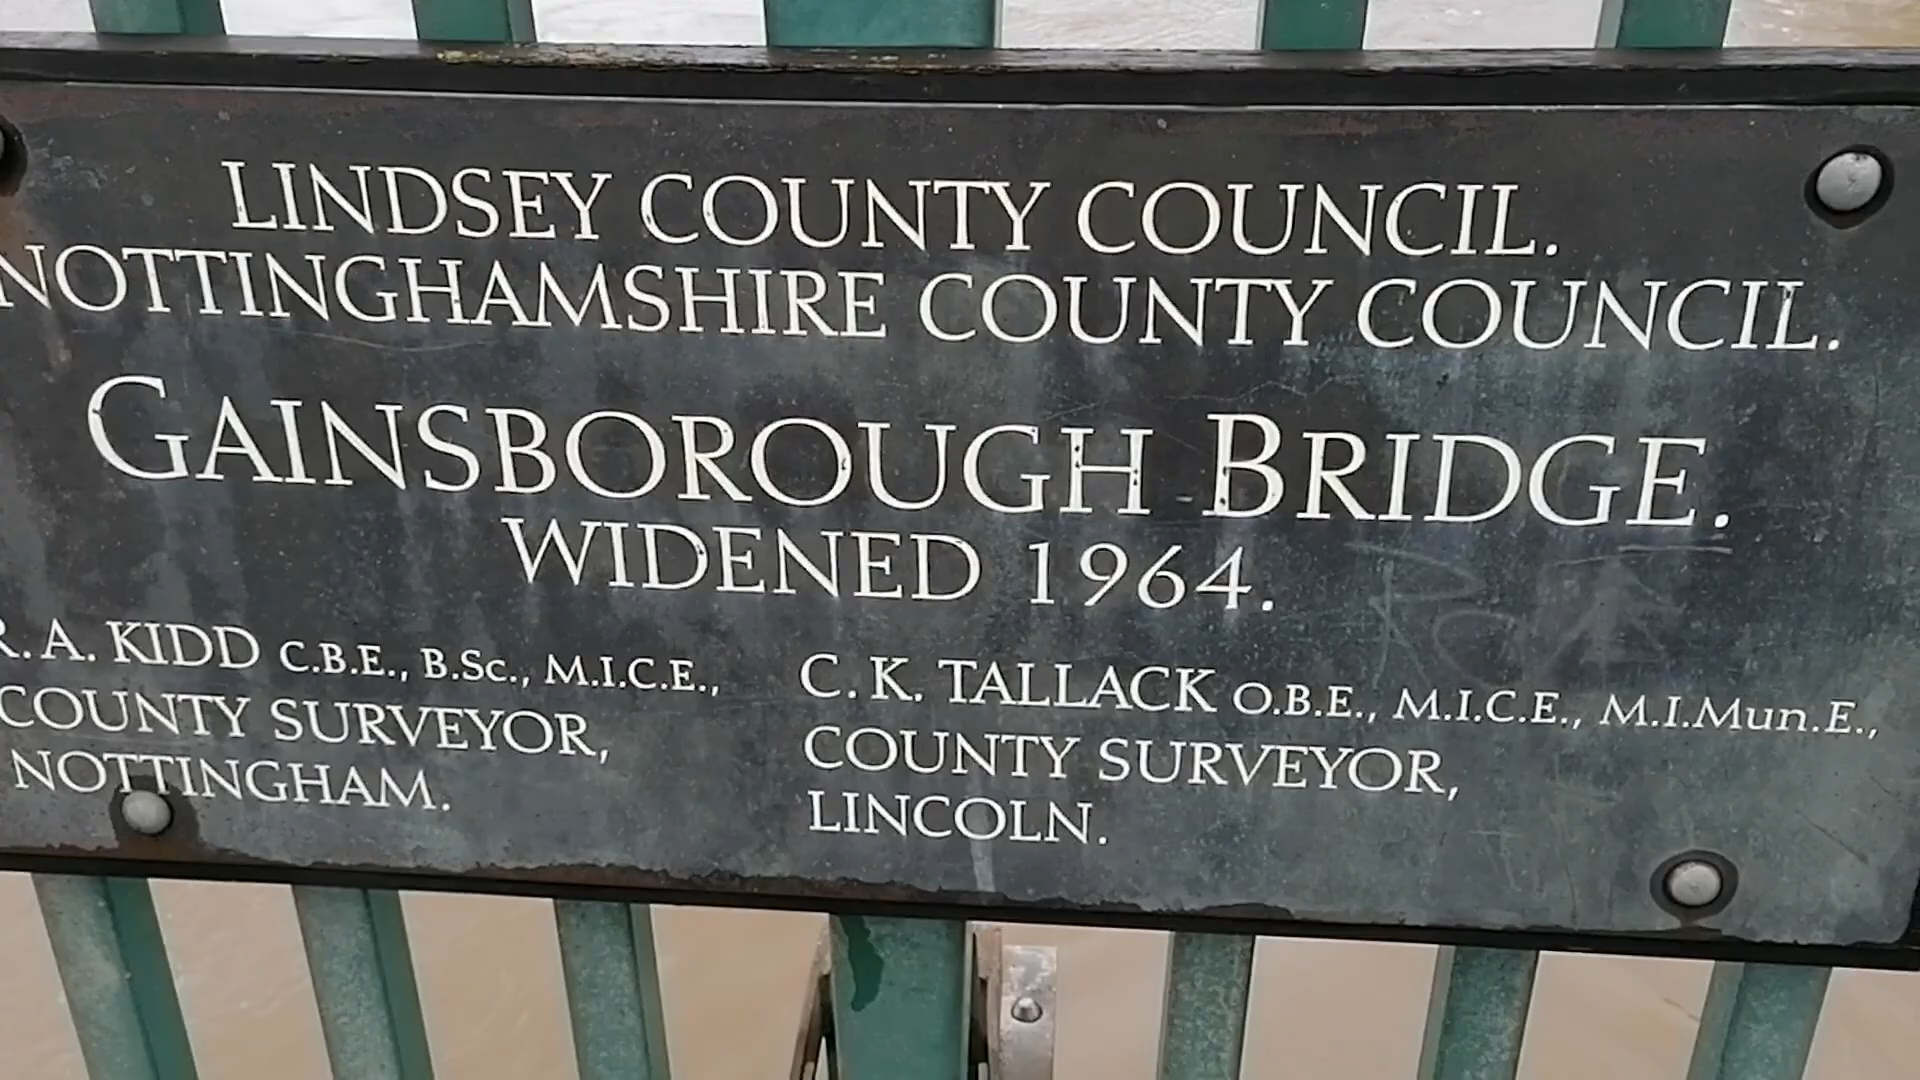 LINDSEY COUNTY COUNCIL.
NOTTINGHAMSHIRE COUNTY COUNCIL.
GAINSBOROUGH BRIDGE.
WIDENED 1964.
R. A. KIDD C.B.E., B.Sc., M.I.C.E.,
COUNTY SURVEYOR,
NOTTINGHAM.
C. K. TALLACK O.B.E., M.I.C.E., M.I.Mun.E.,
COUNTY SURVEYOR,
LINCOLN.